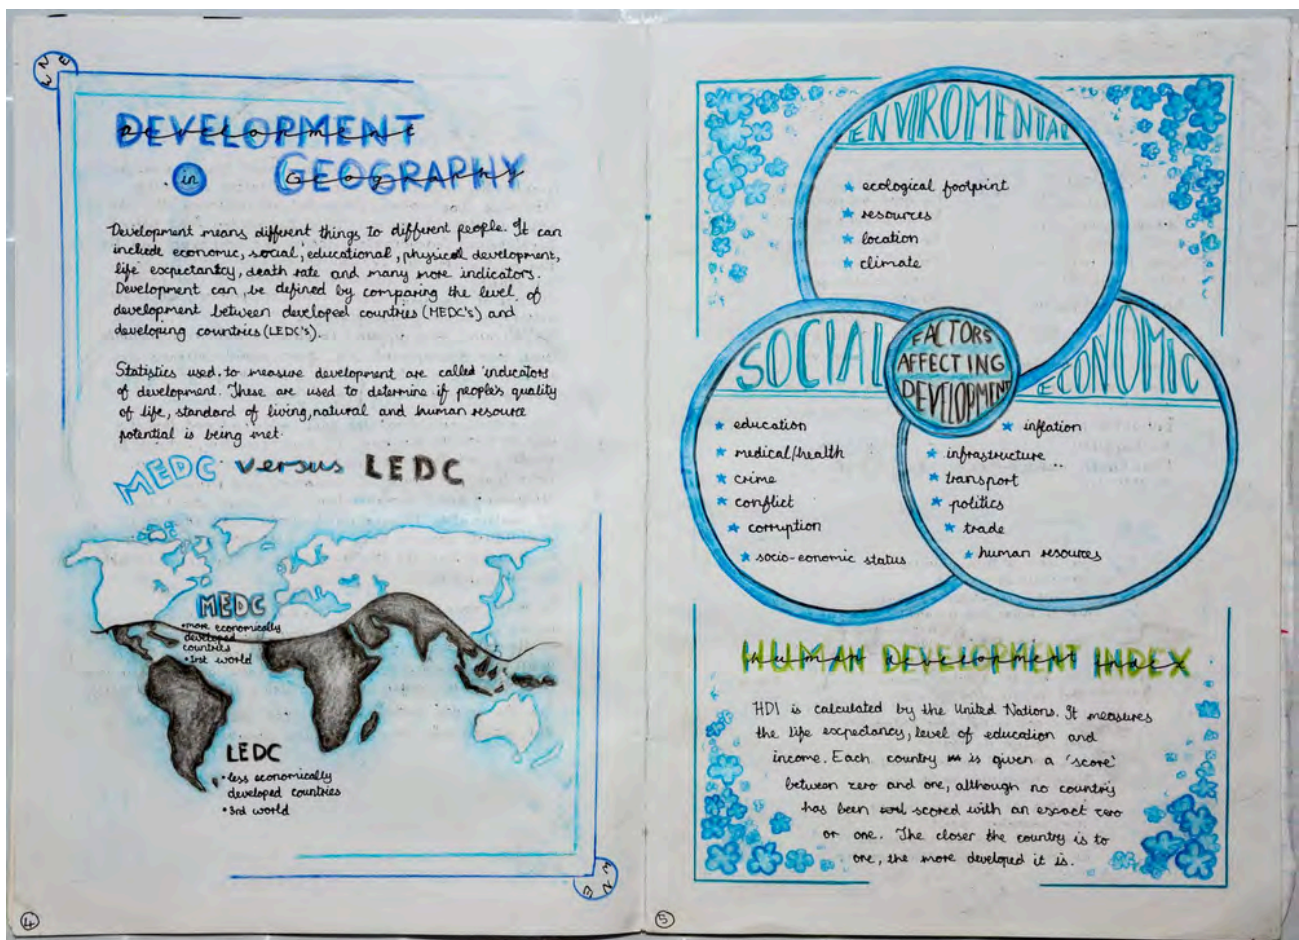 DEVELOPMENT
in GEOGRAPHY
Development means different things to different people. It can
include economic, social, educational, physical development,
life expectantcy, death rate and many more indicators.
Development can be defined by comparing the level of
development between developed countries (MEDC's) and
developing countries (LEDC's).
Statistics used to measure development are called indicators
of development. These are used to determine if people's quality
of life, standard of living, natural and human resource
potential is being met.
MEDC versus LEDC
MEDC
• more economically
developed
countries
• 1rst world
LEDC
• less economically
developed countries
• 3rd world
4
ENVIROMENTAL
ecological footprint
resources
location
climate
FACTORS
AFFECTING
DEVELOPMENT
SOCIAL
education
medical/health
crime
conflict
corruption
socio-eonomic status
ECONOMIC
inflation
infrastructure
transport
politics
trade
human resources
HUMAN DEVELOPMENT INDEX
HDI is calculated by the United Nations. It measures
the life expectancy, level of education and
income. Each country is given a 'score'
between zero and one, although no country
has been scored with an excact zero
or one. The closer the country is to
one, the more developed it is.
5